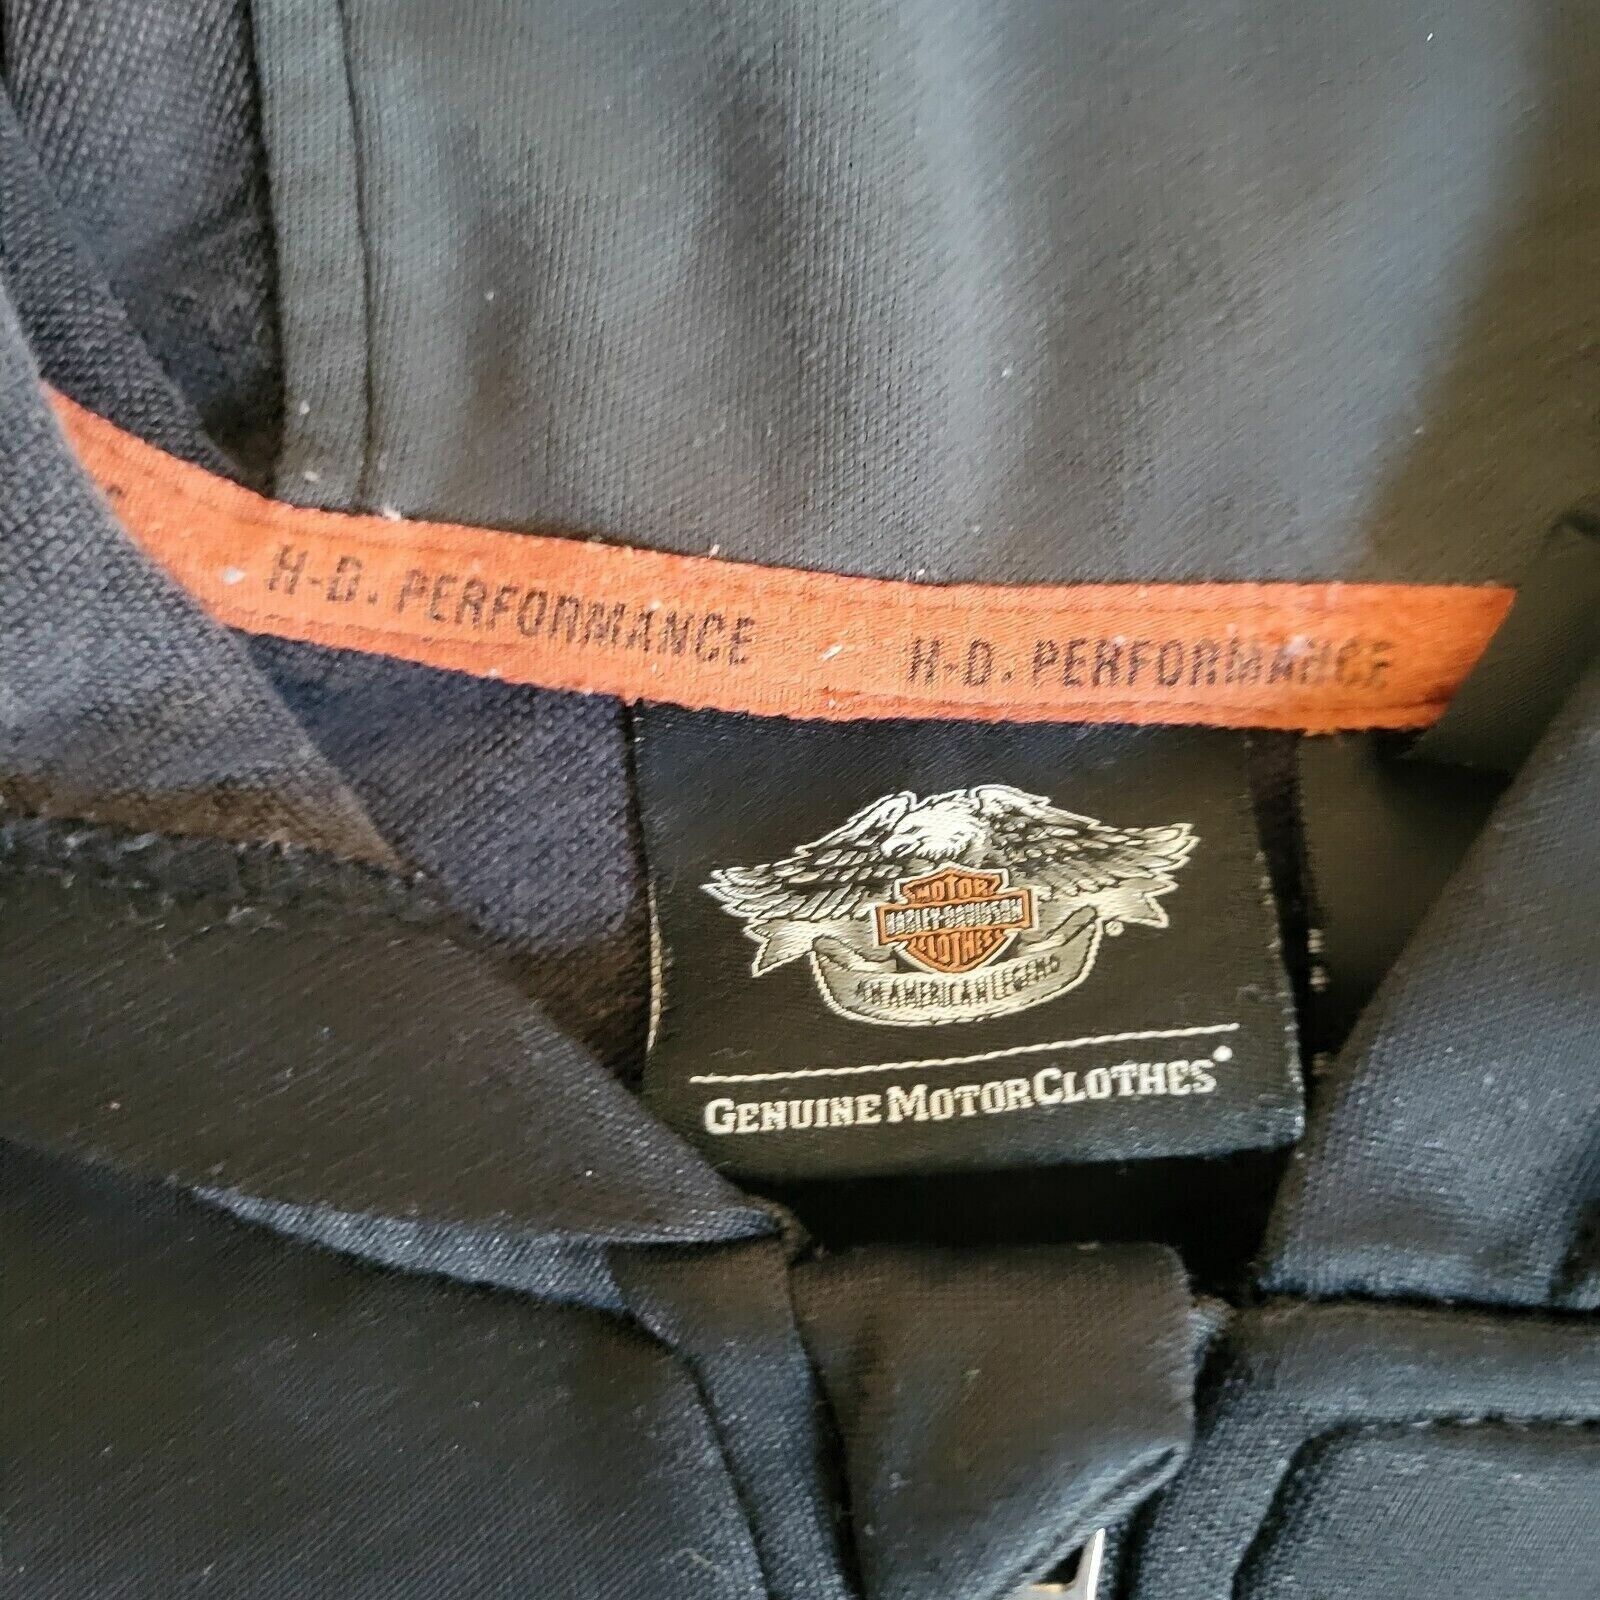 H-D. PERFORMANCE
H-D. PERFORMANCE
MOTOR
HARLEY-DAVIDSON
CLOTHES
®
AN AMERICAN LEGEND
GENUINE MOTORCLOTHES®